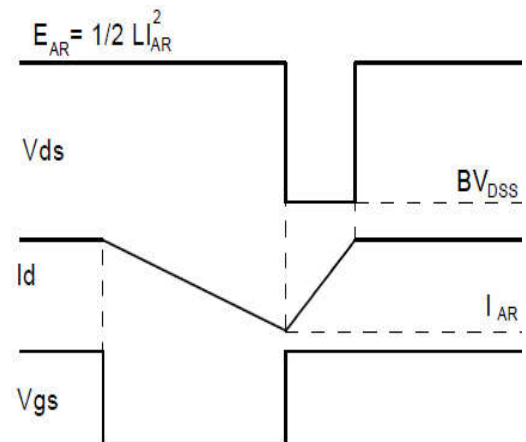 E_AR = 1/2 LI_AR^2
Vds
BV_DSS
Id
I_AR
Vgs